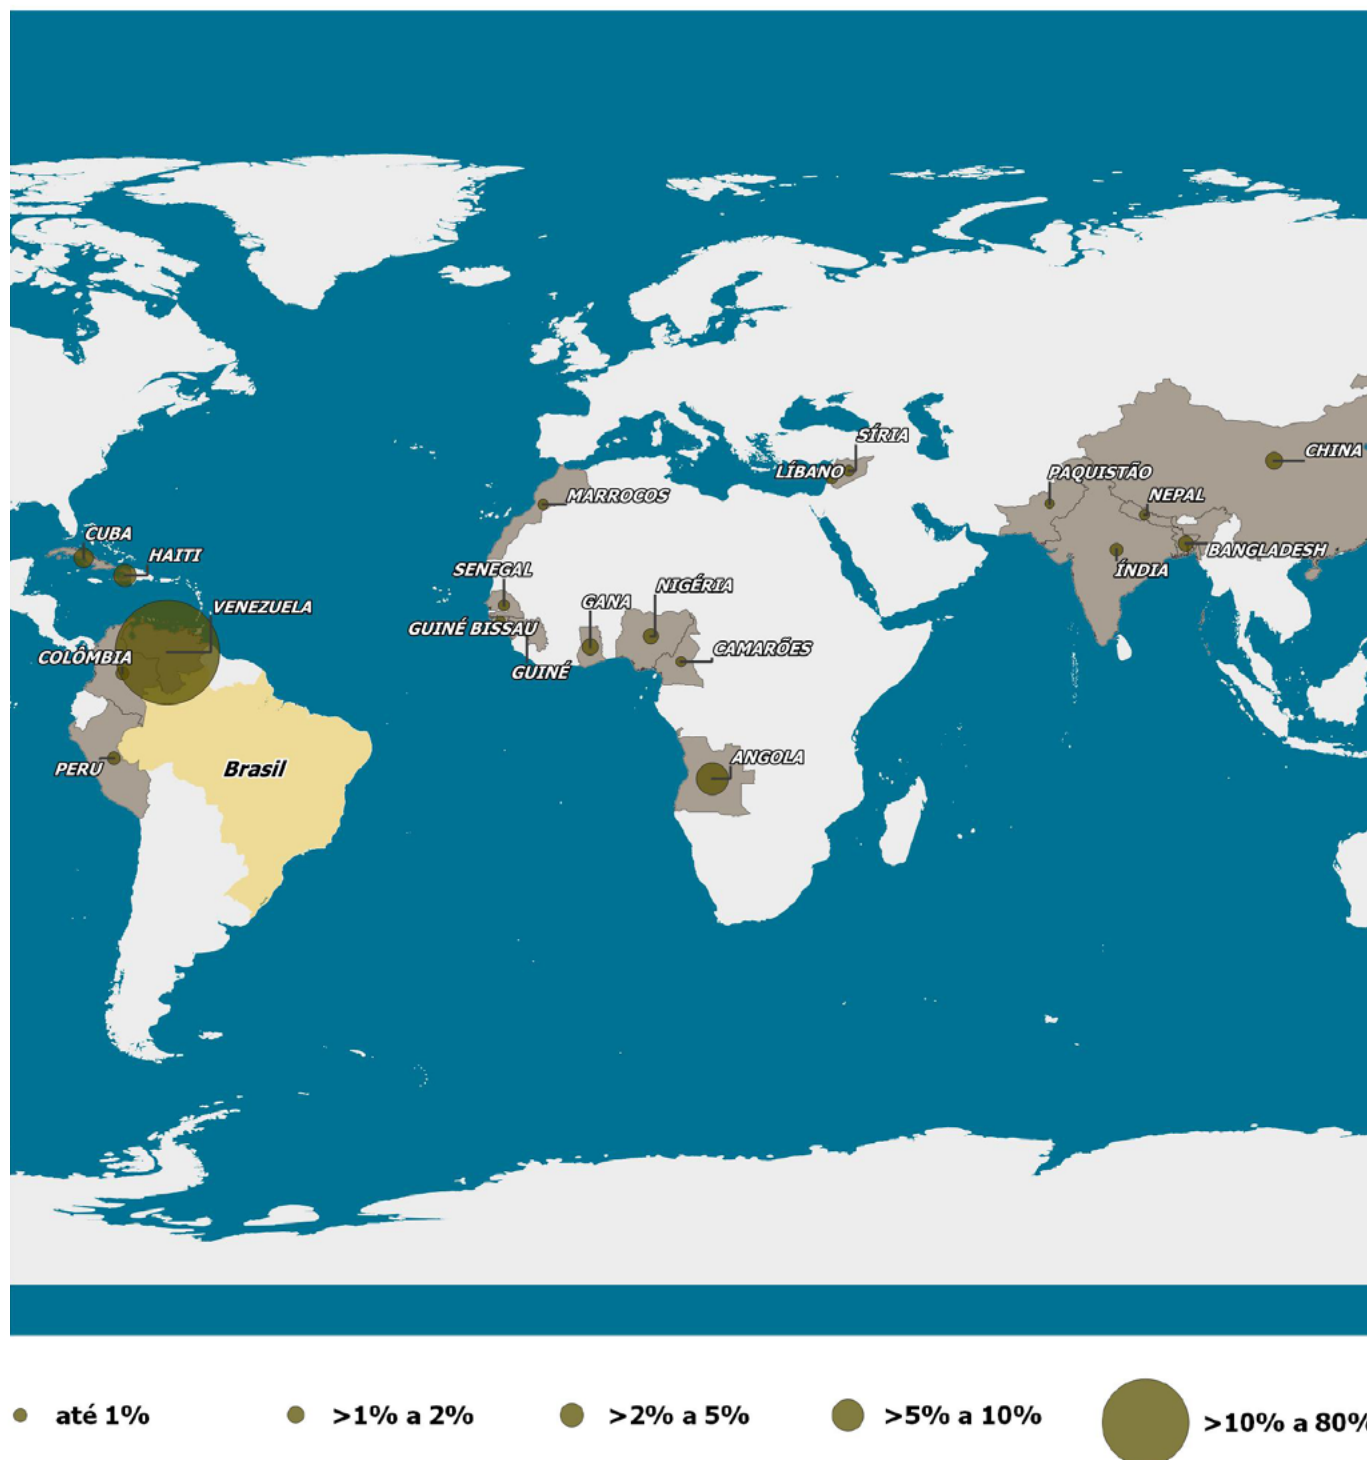 SÍRIA
CHINA
LÍBANO
PAQUISTÃO
MARROCOS
NEPAL
CUBA
HAITI
BANGLADESH
SENEGAL
ÍNDIA
NIGÉRIA
GANA
VENEZUELA
GUINÉ BISSAU
CAMARÕES
COLÔMBIA
GUINÉ
ANGOLA
PERU
Brasil
até 1%
>1% a 2%
>2% a 5%
>5% a 10%
>10% a 80%